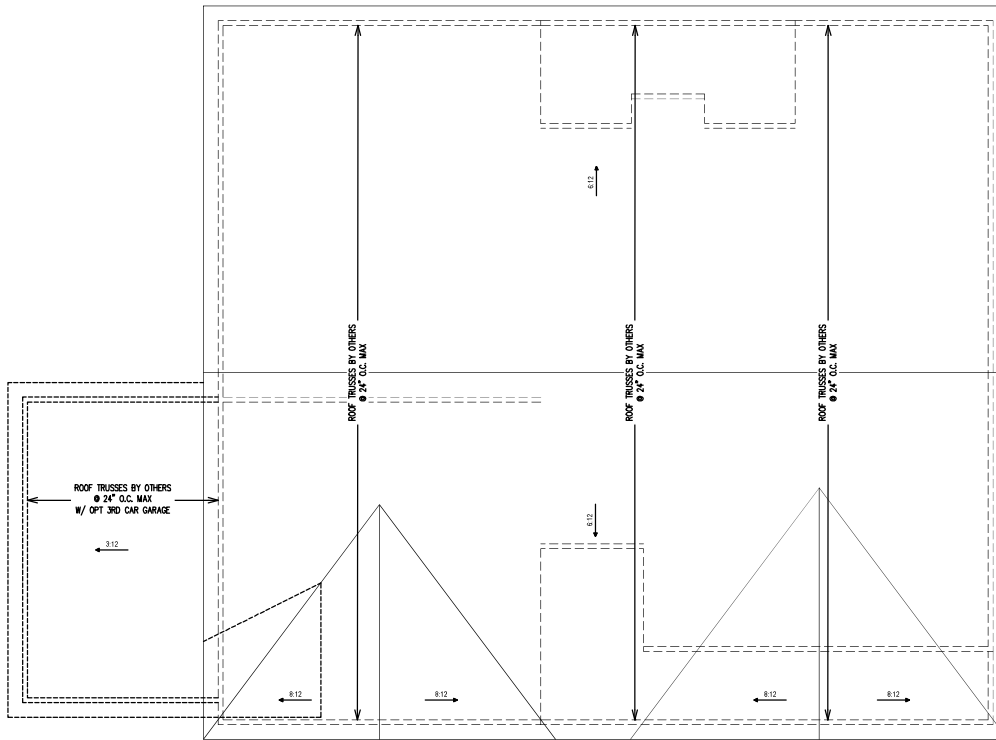 6:12
ROOF TRUSSES BY OTHERS
@ 24" O.C. MAX
ROOF TRUSSES BY OTHERS
@ 24" O.C. MAX
ROOF TRUSSES BY OTHERS
@ 24" O.C. MAX
ROOF TRUSSES BY OTHERS
@ 24" O.C. MAX
W/ OPT 3RD CAR GARAGE
3:12
6:12
8:12
8:12
8:12
8:12